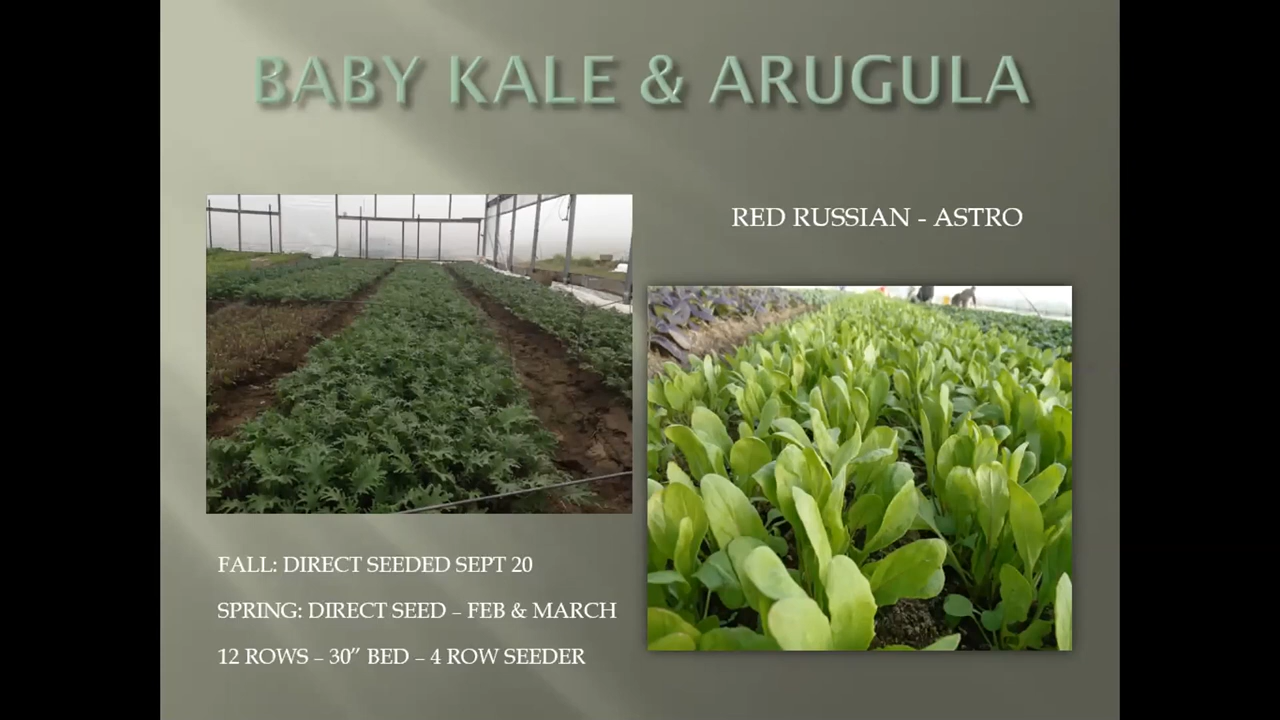 BABY KALE & ARUGULA
RED RUSSIAN - ASTRO
FALL: DIRECT SEEDED SEPT 20
SPRING: DIRECT SEED – FEB & MARCH
12 ROWS – 30” BED – 4 ROW SEEDER